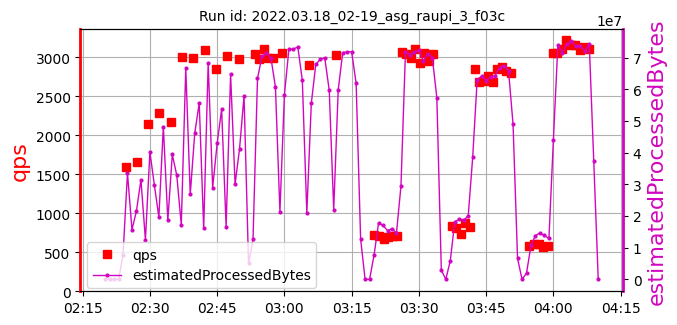 Run id: 2022.03.18_02-19_asg_raupi_3_f03c
1e7
3000
2500
2000
1500
1000
500
0
qps
7
6
5
4
3
2
1
0
estimatedProcessedBytes
qps
estimatedProcessedBytes
02:15 02:30 02:45 03:00 03:15 03:30 03:45 04:00 04:15